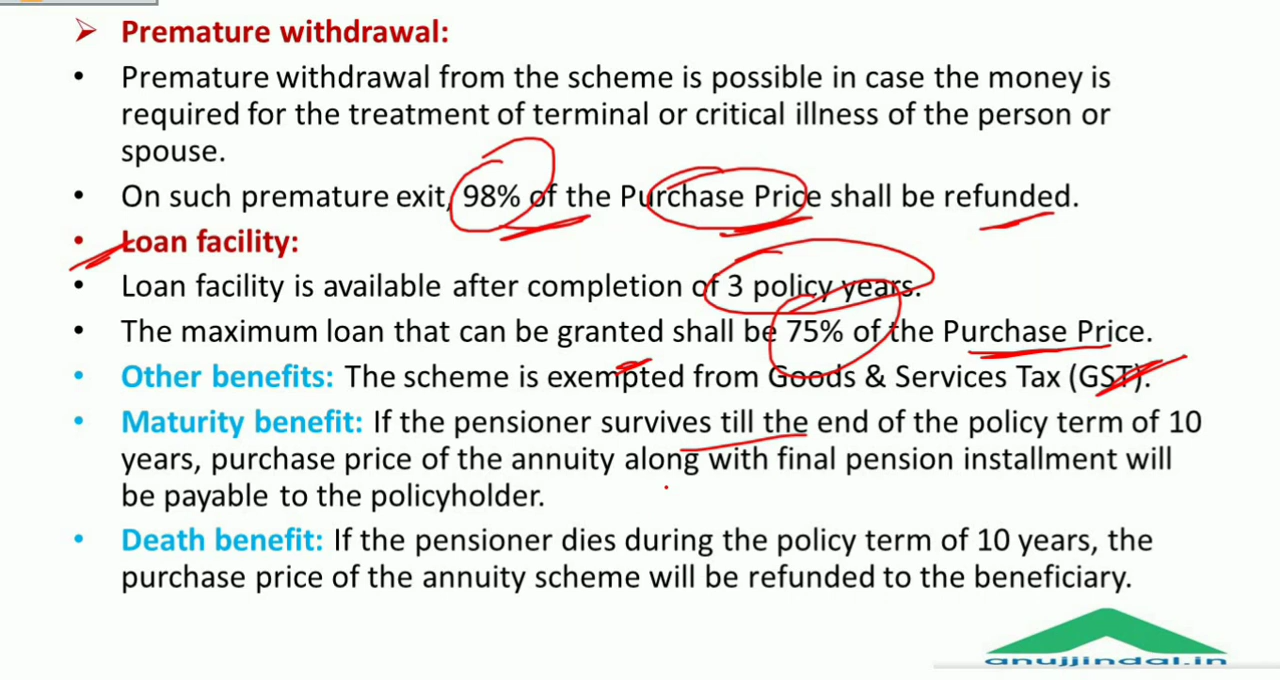 Premature withdrawal:
• Premature withdrawal from the scheme is possible in case the money is
required for the treatment of terminal or critical illness of the person or
spouse.
• On such premature exit, 98% of the Purchase Price shall be refunded.
• Loan facility:
• Loan facility is available after completion of 3 policy years.
• The maximum loan that can be granted shall be 75% of the Purchase Price.
• Other benefits: The scheme is exempted from Goods & Services Tax (GST).
• Maturity benefit: If the pensioner survives till the end of the policy term of 10
years, purchase price of the annuity along with final pension installment will
be payable to the policyholder.
• Death benefit: If the pensioner dies during the policy term of 10 years, the
purchase price of the annuity scheme will be refunded to the beneficiary.
anujjindal.in